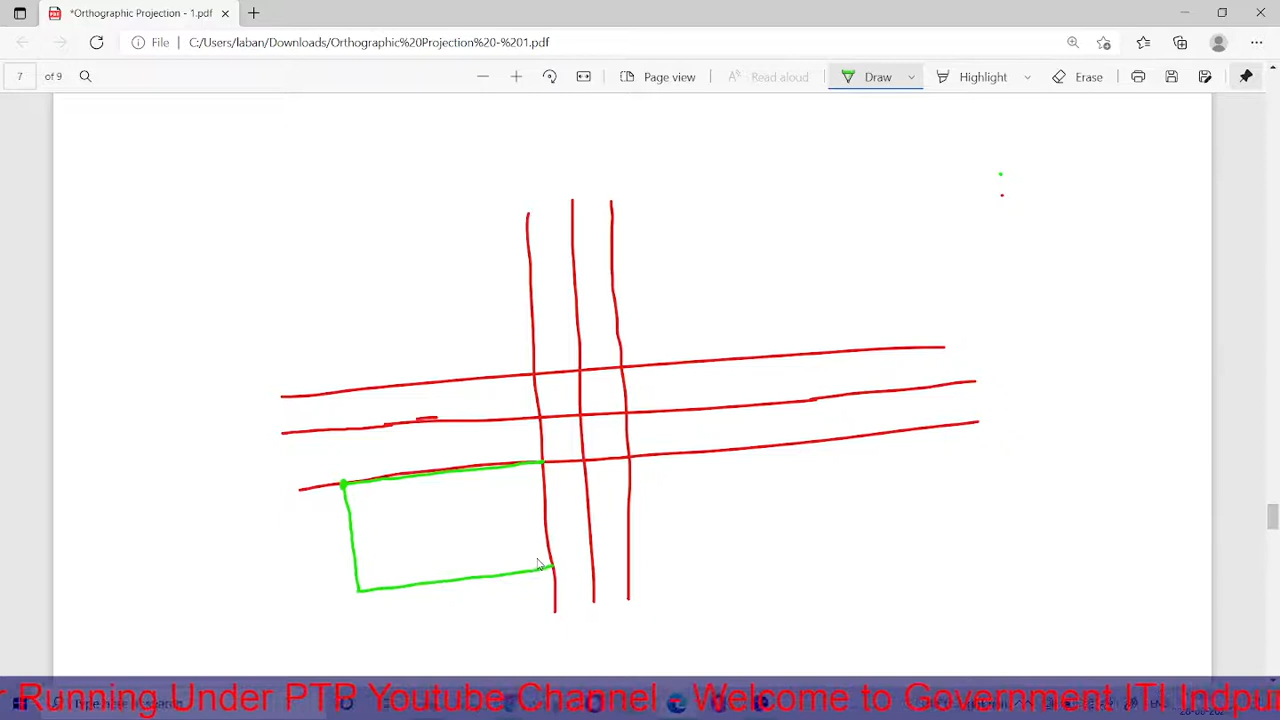 *Orthographic Projection - 1.pdf
File C:/Users/laban/Downloads/Orthographic%20Projection%20-%201.pdf
7 of 9 Page view Read aloud Draw Highlight Erase
r Running Under PTP Youtube Channel - Welcome to Government ITI Indpu